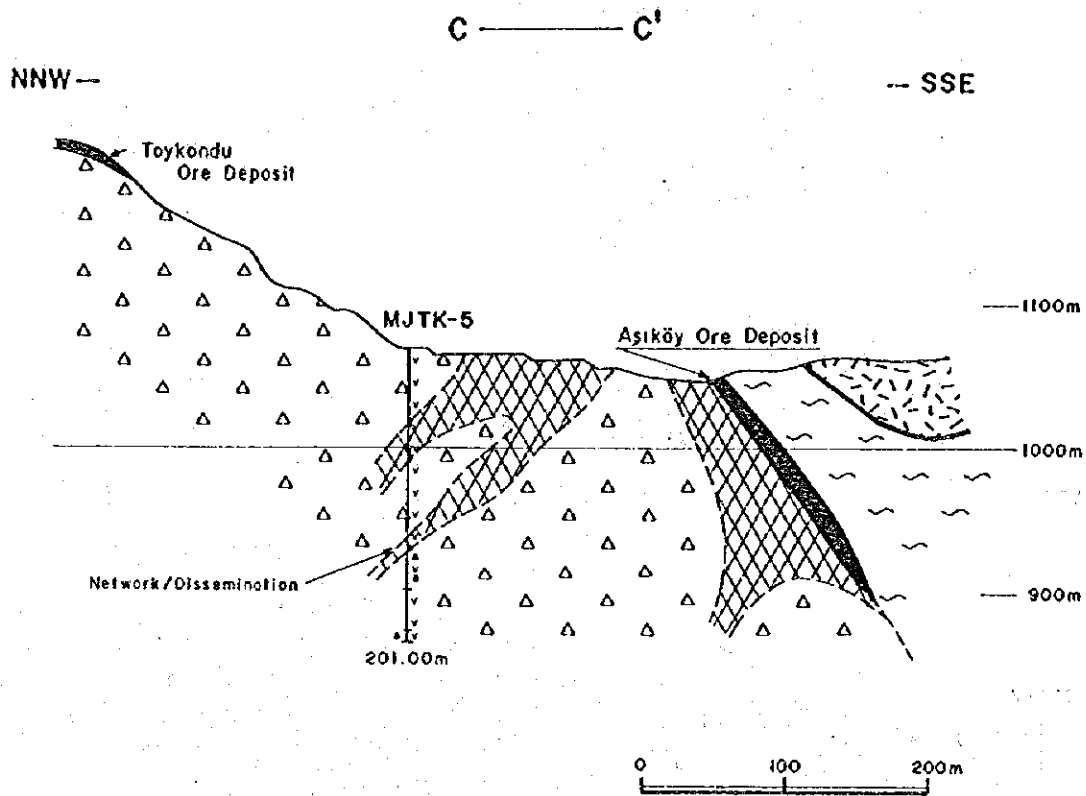 C ——— C'
NNW —
— SSE
Toykondu
Ore Deposit
1100m
MJTK-5
Aşıköy Ore Deposit
1000m
Network/Dissemination
900m
201.00m
0 100 200m